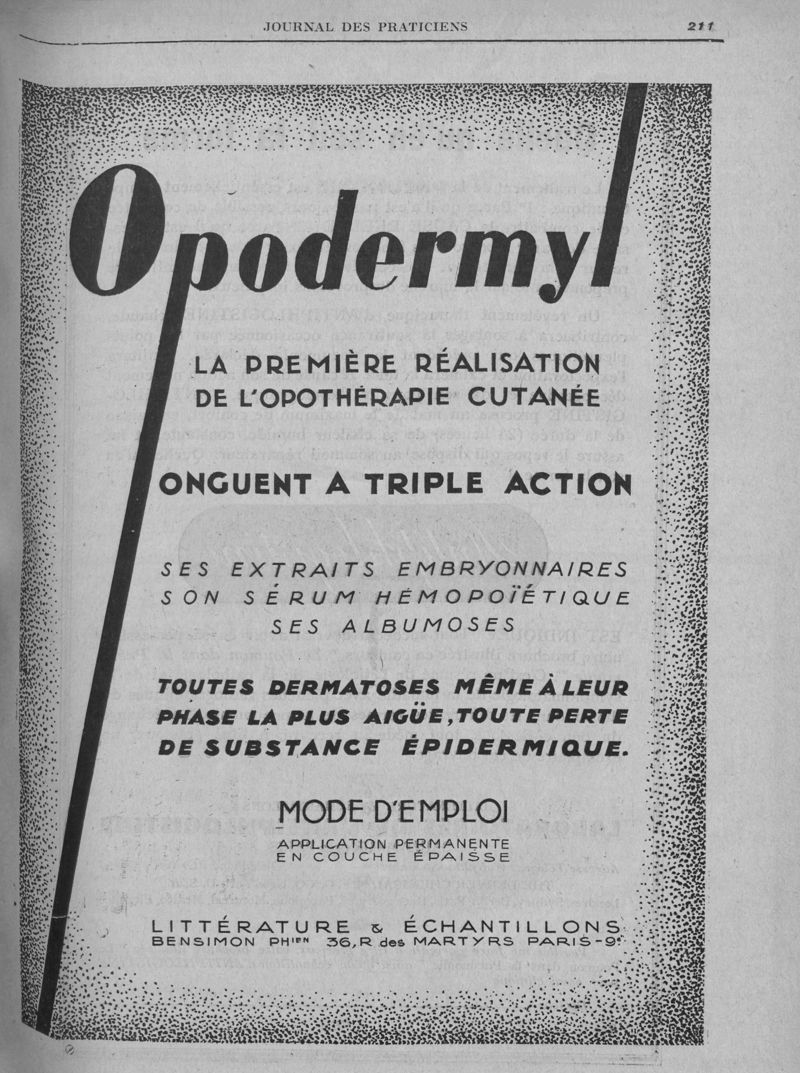 JOURNAL DES PRATICIENS 211
Opodermyl
LA PREMIÈRE RÉALISATION
DE L'OPOTHÉRAPIE CUTANÉE
ONGUENT A TRIPLE ACTION
SES EXTRAITS EMBRYONNAIRES
SON SÉRUM HÉMOPOÏÉTIQUE
SES ALBUMOSES
TOUTES DERMATOSES MÊME À LEUR
PHASE LA PLUS AIGÜE, TOUTE PERTE
DE SUBSTANCE ÉPIDERMIQUE.
MODE D'EMPLOI
APPLICATION PERMANENTE
EN COUCHE ÉPAISSE
LITTÉRATURE & ÉCHANTILLONS
BENSIMON PHIEN 36, R des MARTYRS PARIS-9e